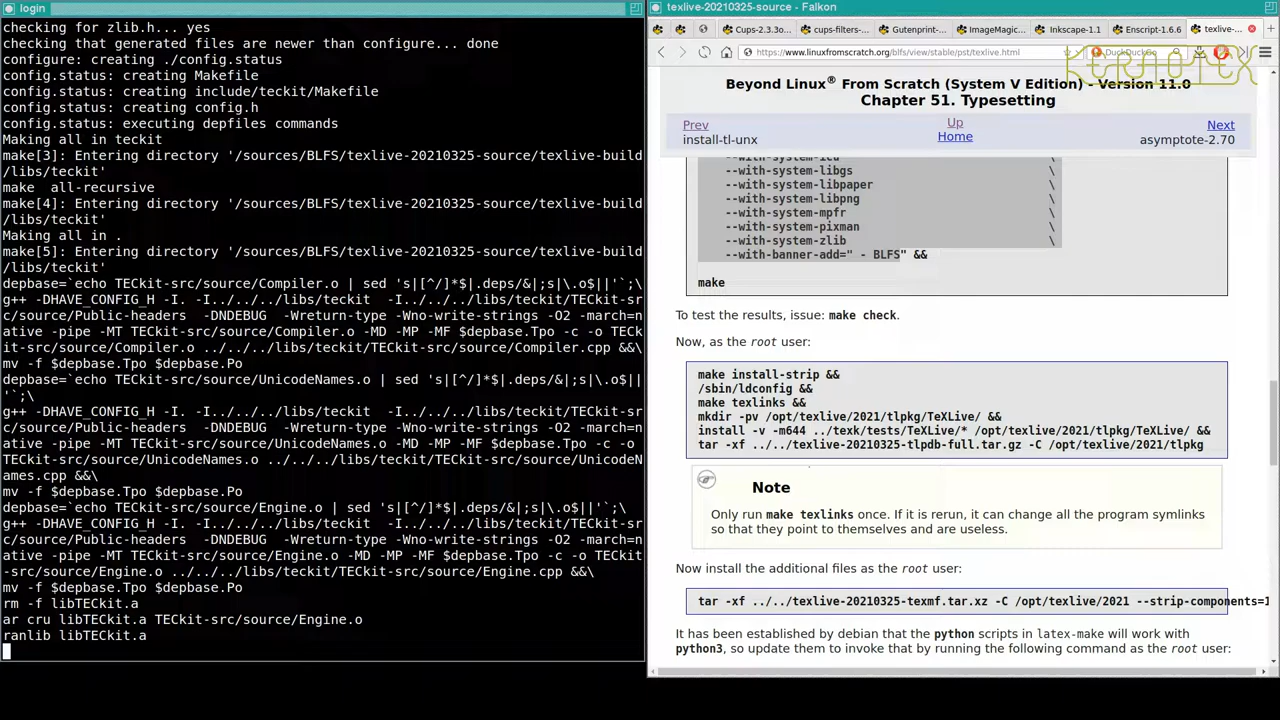 login
checking for zlib.h... yes
checking that generated files are newer than configure... done
configure: creating ./config.status
config.status: creating Makefile
config.status: creating include/teckit/Makefile
config.status: creating config.h
config.status: executing depfiles commands
Making all in teckit
make[3]: Entering directory '/sources/BLFS/texlive-20210325-source/texlive-build
/libs/teckit'
make  all-recursive
make[4]: Entering directory '/sources/BLFS/texlive-20210325-source/texlive-build
/libs/teckit'
Making all in .
make[5]: Entering directory '/sources/BLFS/texlive-20210325-source/texlive-build
/libs/teckit'
depbase=`echo TECkit-src/source/Compiler.o | sed 's|[^/]*$|.deps/&|;s|\.o$||'`;\
g++ -DHAVE_CONFIG_H -I. -I../../../libs/teckit  -I../../../libs/teckit/TECkit-sr
c/source/Public-headers  -DNDEBUG  -Wreturn-type -Wno-write-strings -O2 -march=n
ative -pipe -MT TECkit-src/source/Compiler.o -MD -MP -MF $depbase.Tpo -c -o TECk
it-src/source/Compiler.o ../../../libs/teckit/TECkit-src/source/Compiler.cpp &&\
mv -f $depbase.Tpo $depbase.Po
depbase=`echo TECkit-src/source/UnicodeNames.o | sed 's|[^/]*$|.deps/&|;s|\.o$||
'`;\
g++ -DHAVE_CONFIG_H -I. -I../../../libs/teckit  -I../../../libs/teckit/TECkit-sr
c/source/Public-headers  -DNDEBUG  -Wreturn-type -Wno-write-strings -O2 -march=n
ative -pipe -MT TECkit-src/source/UnicodeNames.o -MD -MP -MF $depbase.Tpo -c -o
TECkit-src/source/UnicodeNames.o ../../../libs/teckit/TECkit-src/source/UnicodeN
ames.cpp &&\
mv -f $depbase.Tpo $depbase.Po
depbase=`echo TECkit-src/source/Engine.o | sed 's|[^/]*$|.deps/&|;s|\.o$||'`;\
g++ -DHAVE_CONFIG_H -I. -I../../../libs/teckit  -I../../../libs/teckit/TECkit-sr
c/source/Public-headers  -DNDEBUG  -Wreturn-type -Wno-write-strings -O2 -march=n
ative -pipe -MT TECkit-src/source/Engine.o -MD -MP -MF $depbase.Tpo -c -o TECkit
-src/source/Engine.o ../../../libs/teckit/TECkit-src/source/Engine.cpp &&\
mv -f $depbase.Tpo $depbase.Po
rm -f libTECkit.a
ar cru libTECkit.a TECkit-src/source/Engine.o
ranlib libTECkit.a
texlive-20210325-source - Falkon
Cups-2.3.3o... cups-filters-... Gutenprint-... ImageMagic... Inkscape-1.1 Enscript-1.6.6 texlive-...
https://www.linuxfromscratch.org/blfs/view/stable/pst/texlive.html DuckDuckGo
KERAOTEX
Beyond Linux® From Scratch (System V Edition) - Version 11.0
Chapter 51. Typesetting
Prev Up Next
install-tl-unx Home asymptote-2.70
--with-system-icu \
--with-system-libgs \
--with-system-libpaper \
--with-system-libpng \
--with-system-mpfr \
--with-system-pixman \
--with-system-zlib \
--with-banner-add=" - BLFS" &&
make
To test the results, issue: make check.
Now, as the root user:
make install-strip &&
/sbin/ldconfig &&
make texlinks &&
mkdir -pv /opt/texlive/2021/tlpkg/TeXLive/ &&
install -v -m644 ../texk/tests/TeXLive/* /opt/texlive/2021/tlpkg/TeXLive/ &&
tar -xf ../../texlive-20210325-tlpdb-full.tar.gz -C /opt/texlive/2021/tlpkg
Note
Only run make texlinks once. If it is rerun, it can change all the program symlinks
so that they point to themselves and are useless.
Now install the additional files as the root user:
tar -xf ../../texlive-20210325-texmf.tar.xz -C /opt/texlive/2021 --strip-components=1
It has been established by debian that the python scripts in latex-make will work with
python3, so update them to invoke that by running the following command as the root user: